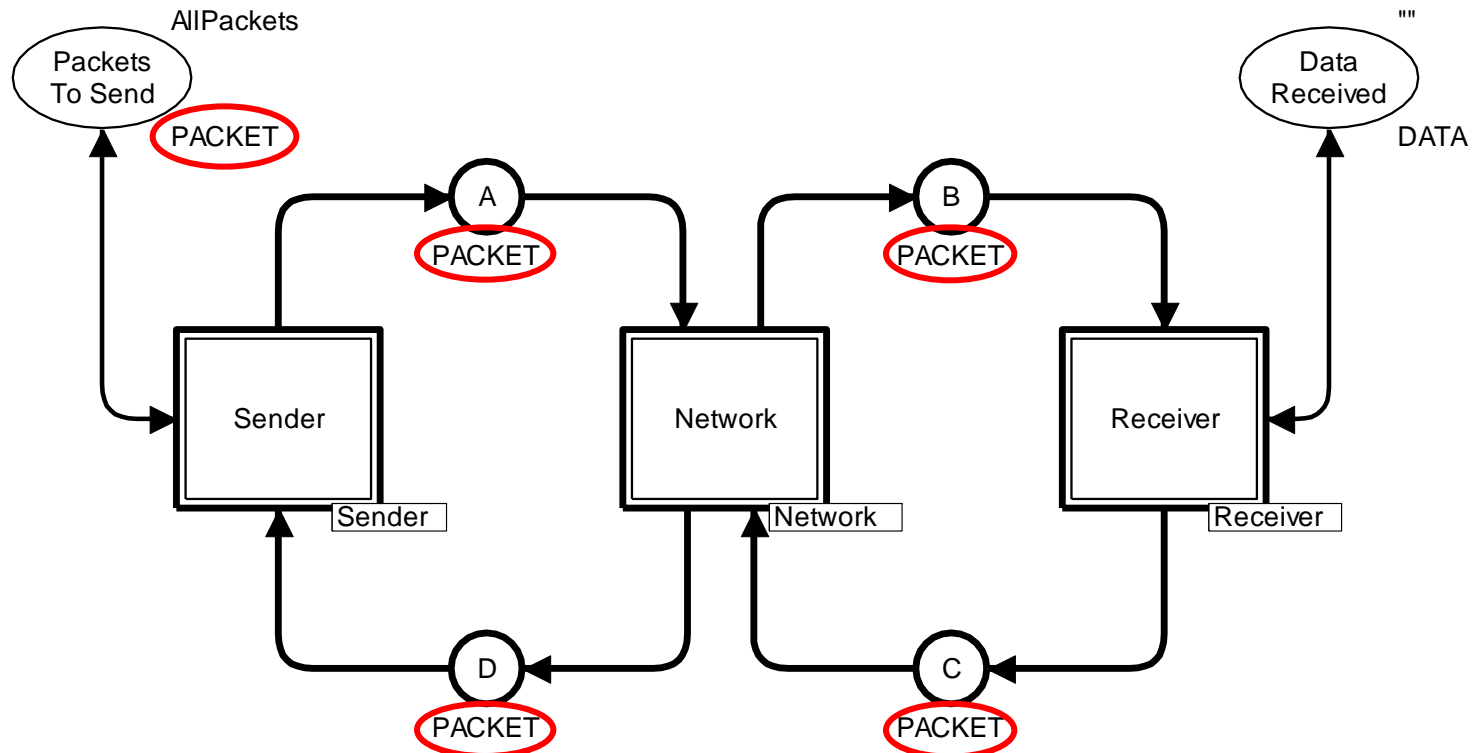 AllPackets
""
Packets
To Send
Data
Received
PACKET
DATA
A
B
PACKET
PACKET
Sender
Network
Receiver
Sender
Network
Receiver
D
C
PACKET
PACKET